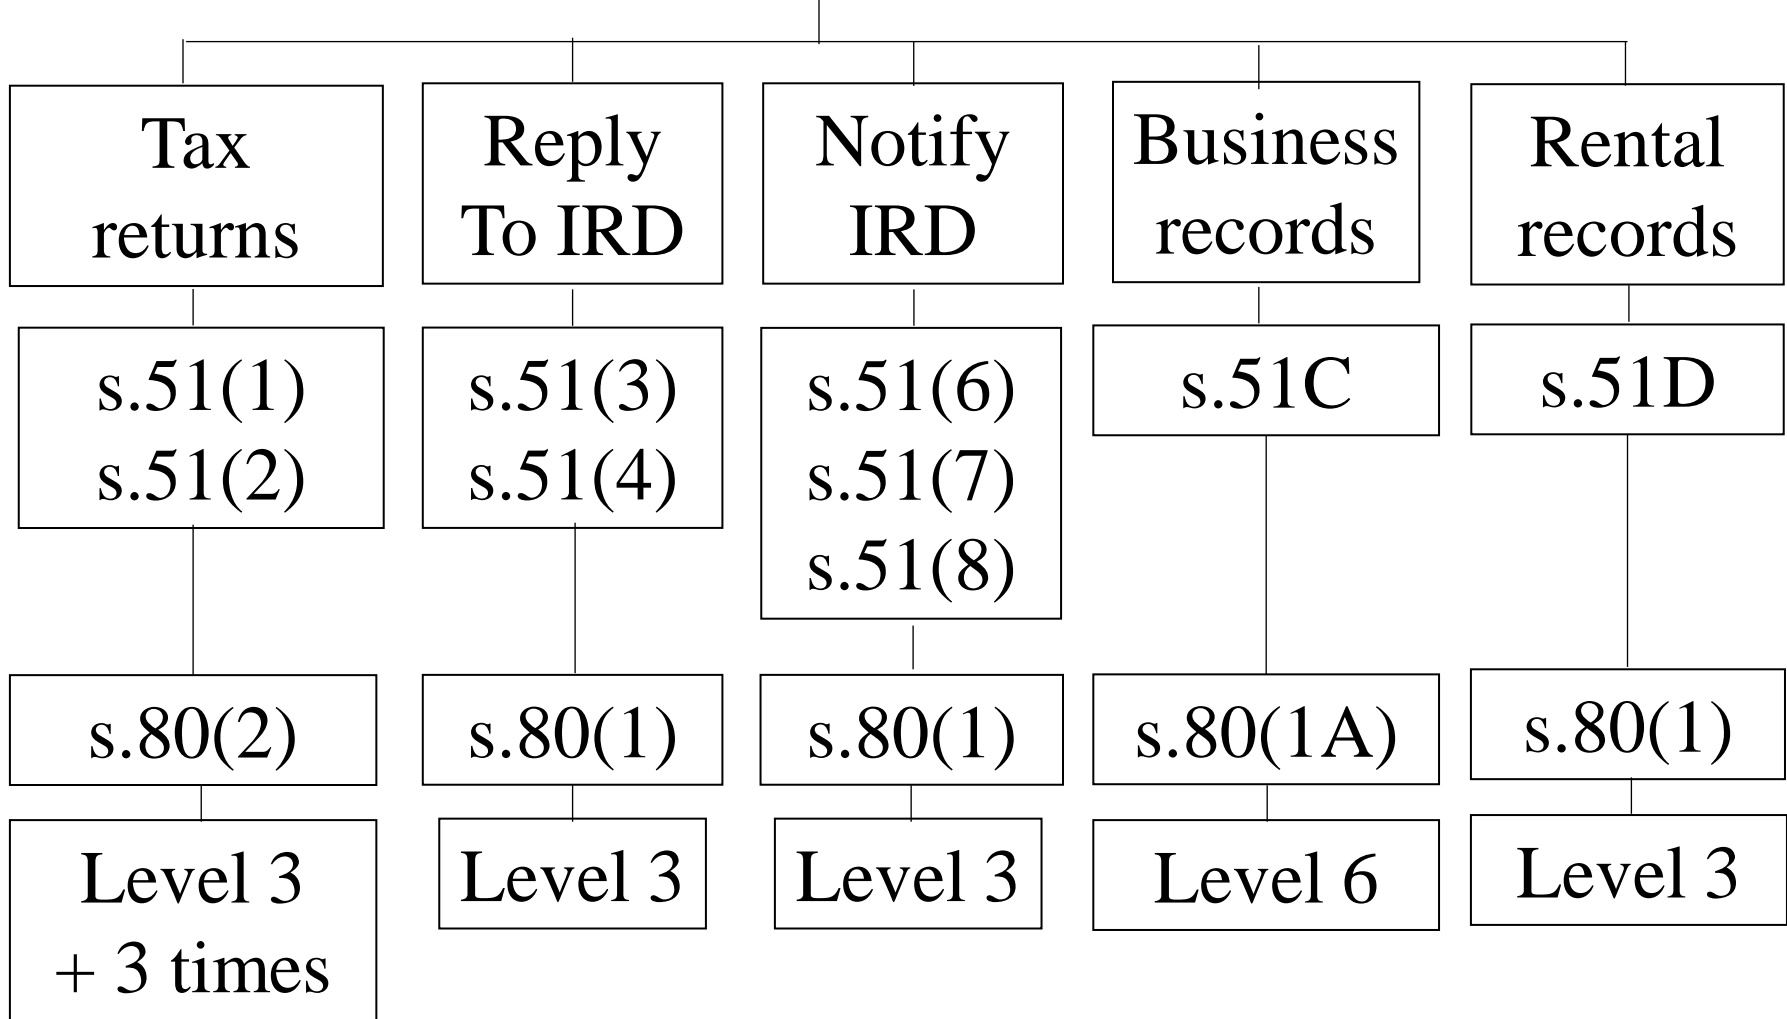 Tax
returns
Reply
To IRD
Notify
IRD
Business
records
Rental
records
s.51(1)
s.51(2)
s.51(3)
s.51(4)
s.51(6)
s.51(7)
s.51(8)
s.51C
s.51D
s.80(2)
s.80(1)
s.80(1)
s.80(1A)
s.80(1)
Level 3
+ 3 times
Level 3
Level 3
Level 6
Level 3